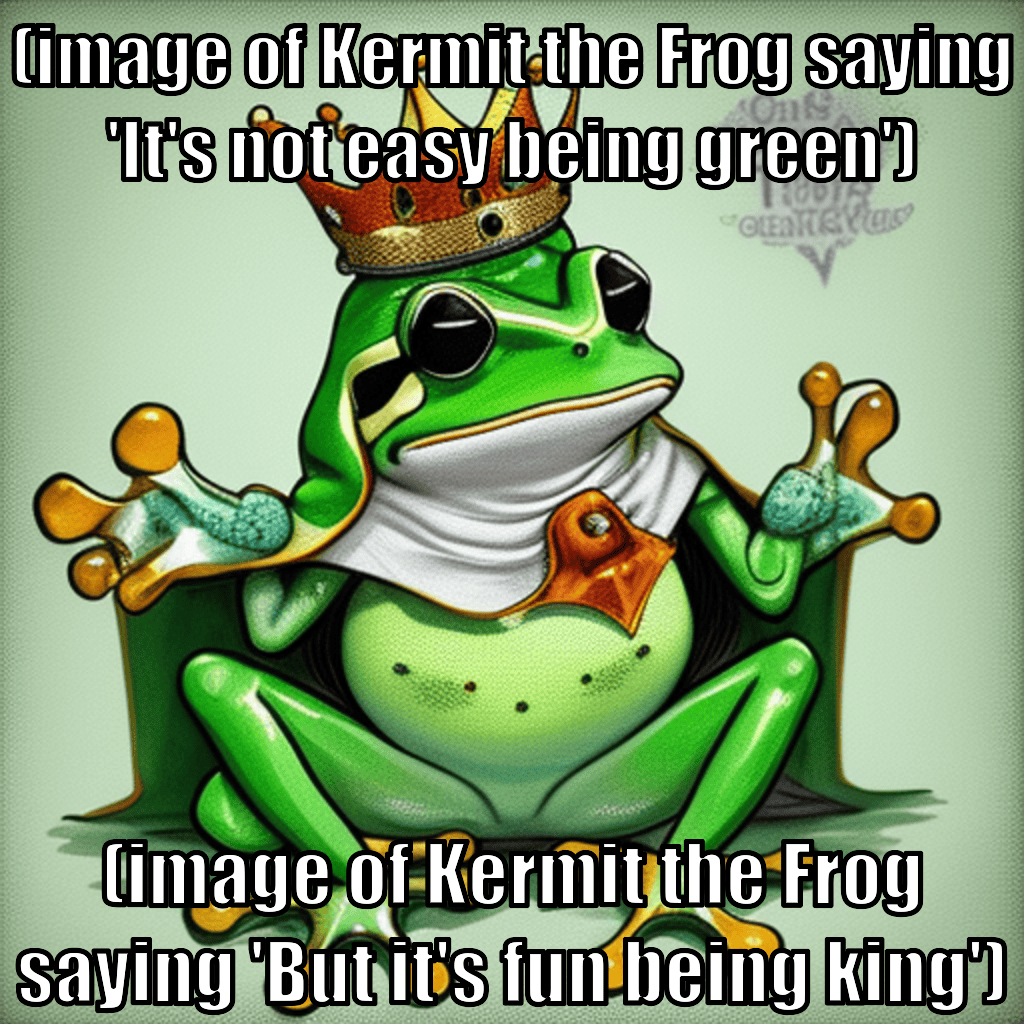 (image of Kermit the Frog saying
'It's not easy being green')
(image of Kermit the Frog
saying 'But it's fun being king')